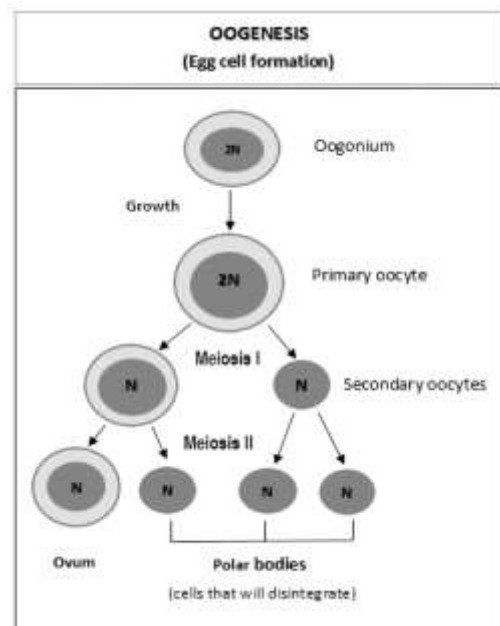 OOGENESIS
(Egg cell formation)
2N
Oogonium
Growth
2N
Primary oocyte
Meiosis I
N
N
Secondary oocytes
Meiosis II
N
N
N
N
Ovum
Polar bodies
(cells that will disintegrate)